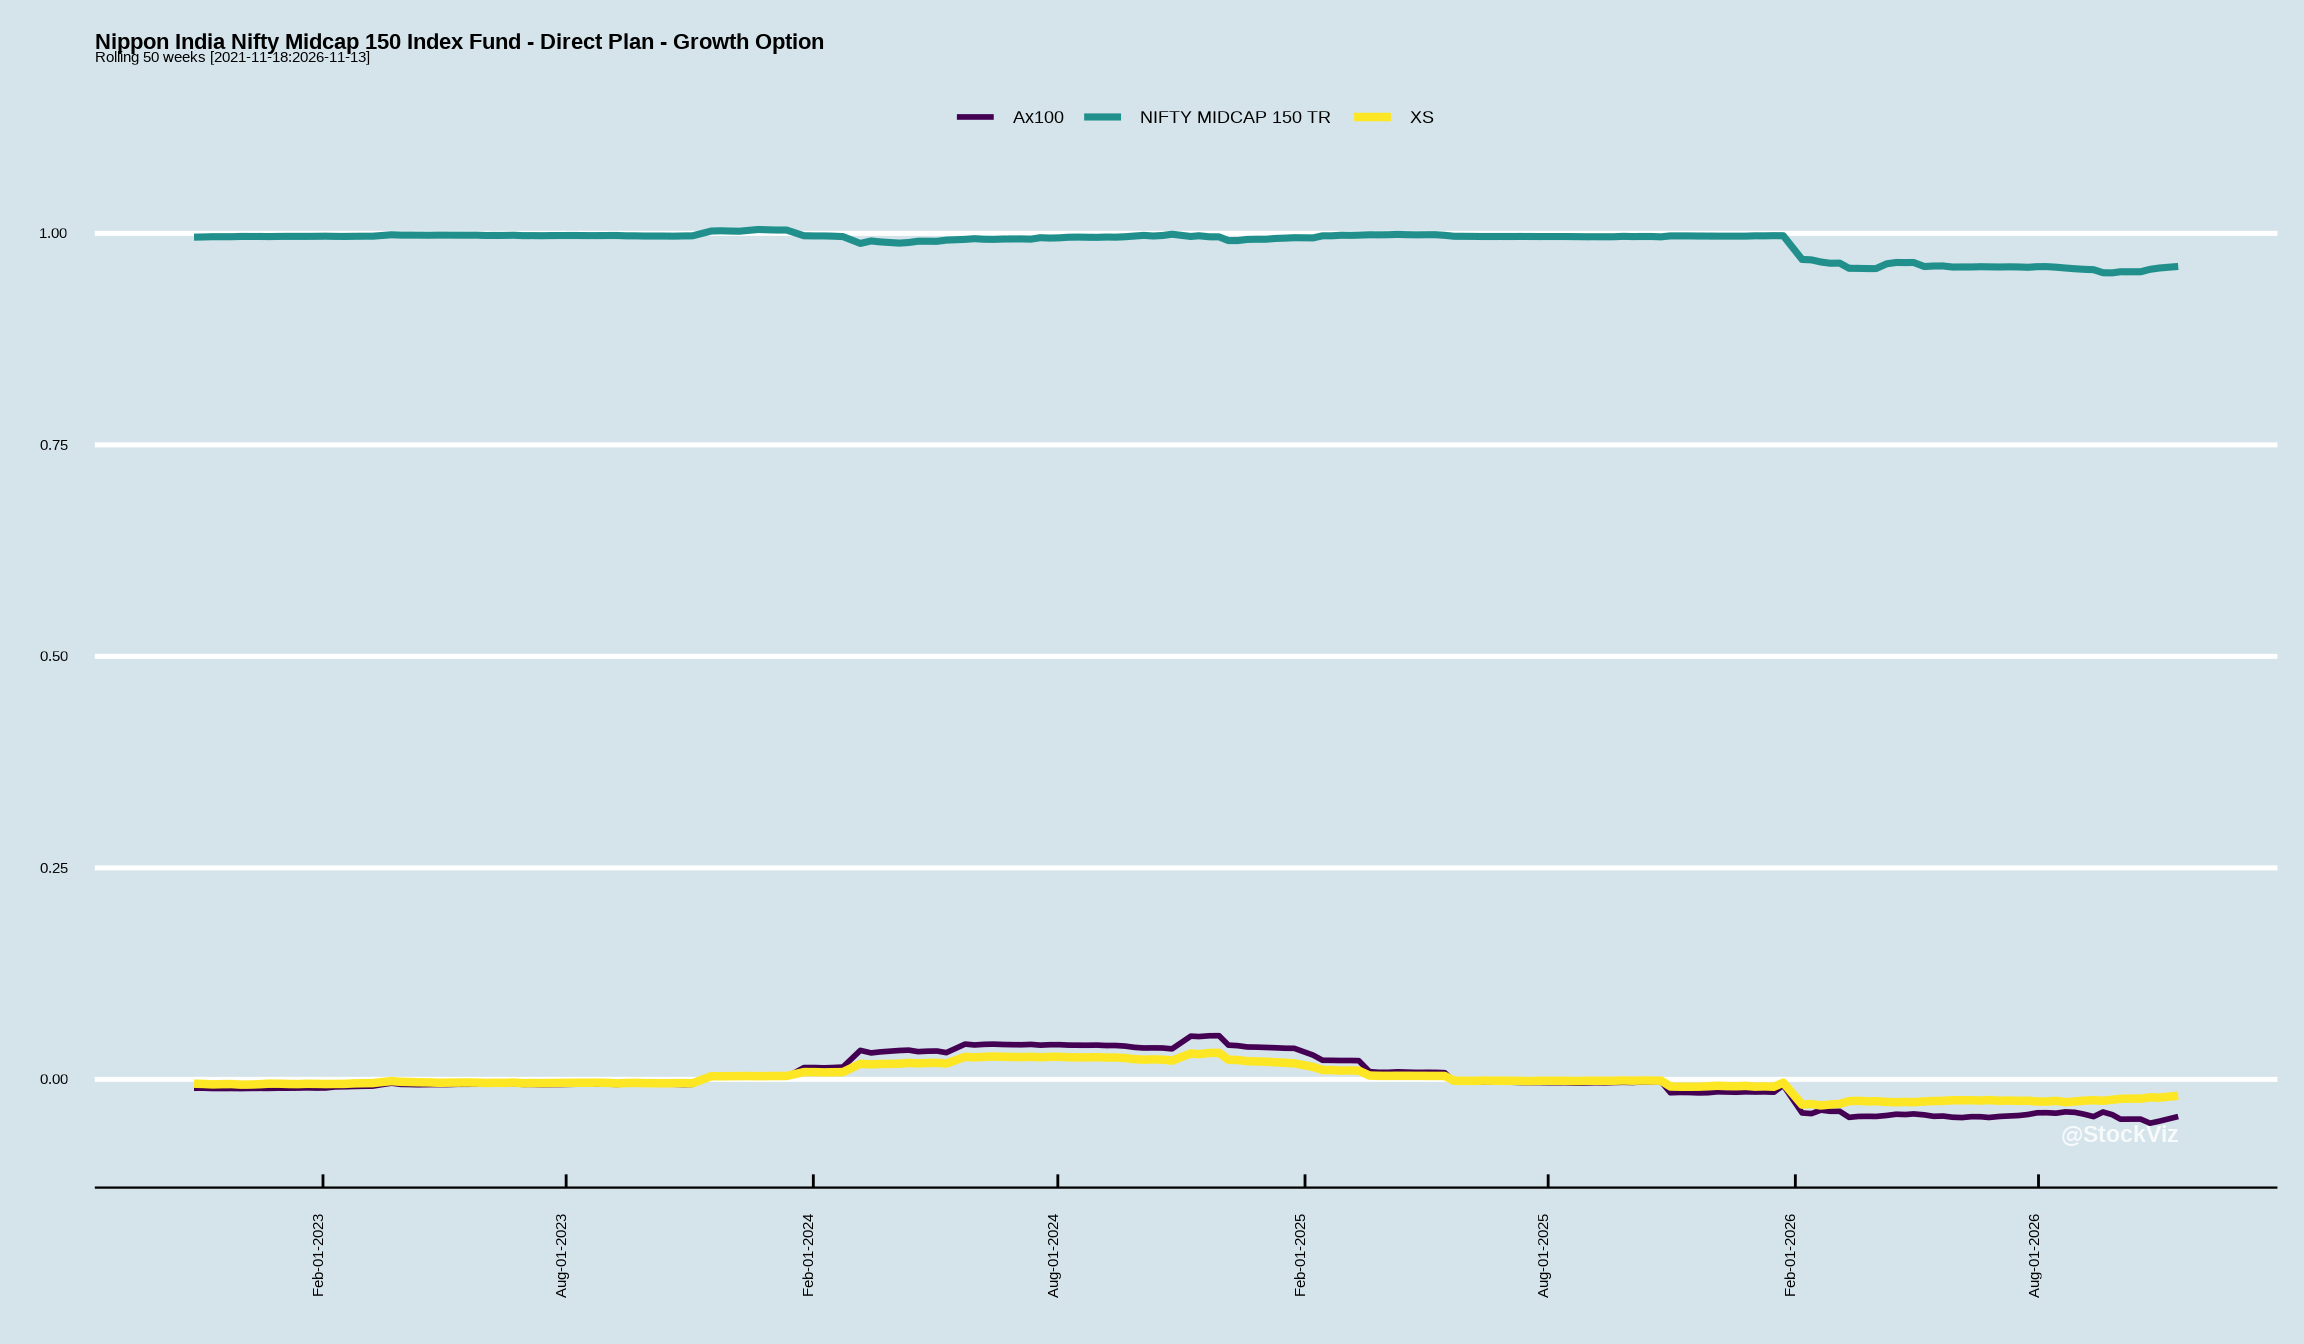 Nippon India Nifty Midcap 150 Index Fund - Direct Plan - Growth Option
Rolling 50 weeks [2021-11-18:2026-11-13]
Ax100 NIFTY MIDCAP 150 TR XS
1.00
0.75
0.50
0.25
0.00
@StockViz
Feb-01-2023
Aug-01-2023
Feb-01-2024
Aug-01-2024
Feb-01-2025
Aug-01-2025
Feb-01-2026
Aug-01-2026